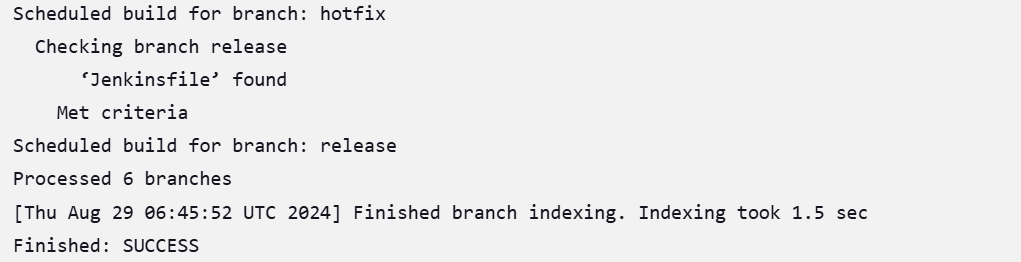 Scheduled build for branch: hotfix
Checking branch release
‘Jenkinsfile’ found
Met criteria
Scheduled build for branch: release
Processed 6 branches
[Thu Aug 29 06:45:52 UTC 2024] Finished branch indexing. Indexing took 1.5 sec
Finished: SUCCESS